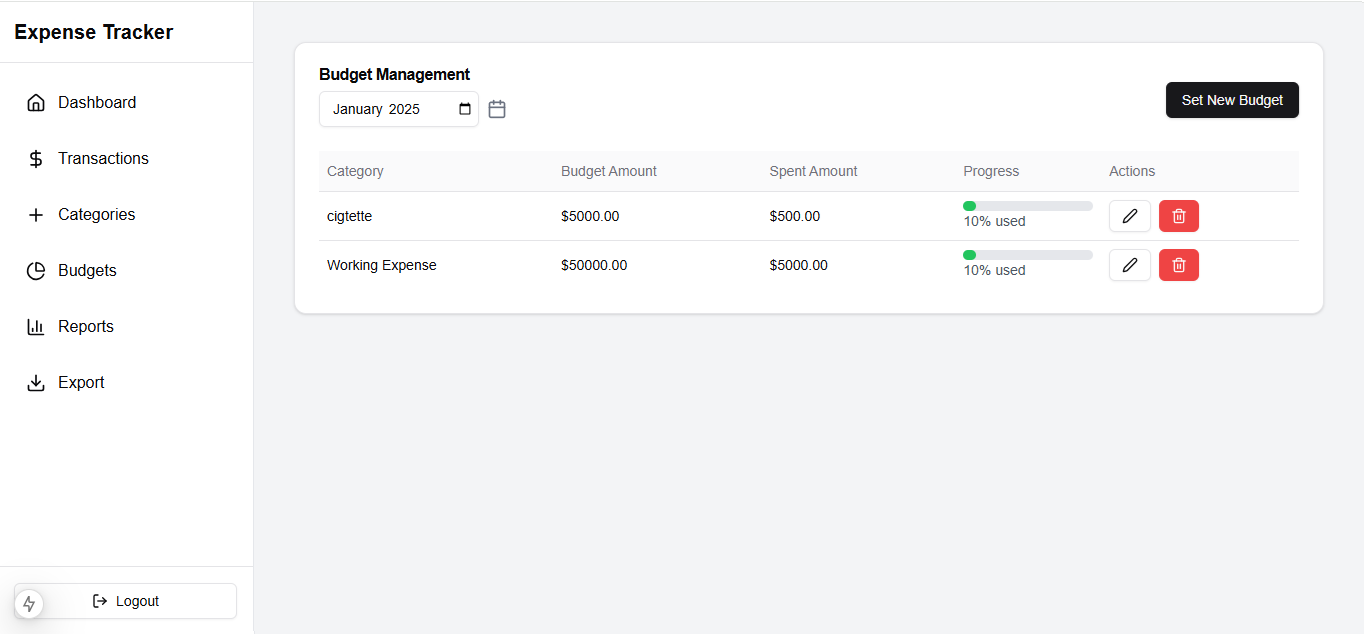 Expense Tracker
Dashboard
Transactions
Categories
Budgets
Reports
Export
Logout
Budget Management
January 2025
Set New Budget
Category Budget Amount Spent Amount Progress Actions
cigtette $5000.00 $500.00 10% used
Working Expense $50000.00 $5000.00 10% used